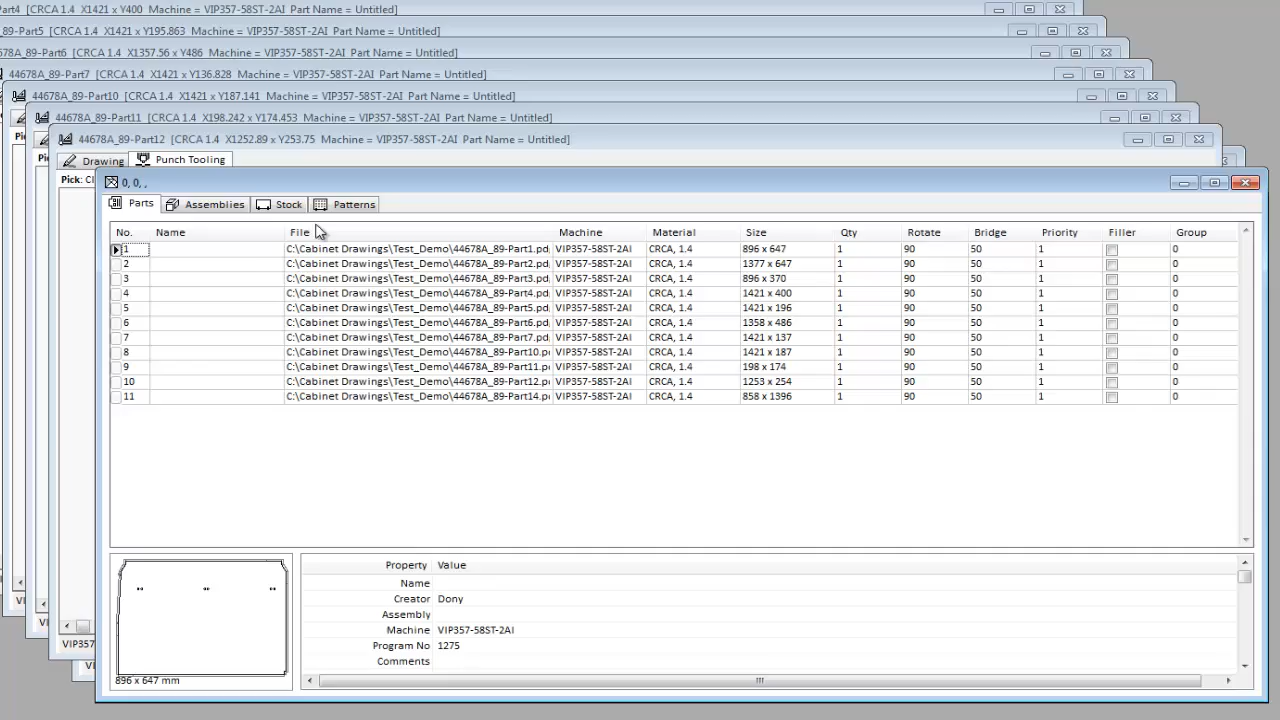 Part4 [CRCA 1.4 X1421 x Y400 Machine = VIP357-58ST-2AI Part Name = Untitled]
_89-Part5 [CRCA 1.4 X1421 x Y195.863 Machine = VIP357-58ST-2AI Part Name = Untitled]
4678A_89-Part6 [CRCA 1.4 X1357.56 x Y486 Machine = VIP357-58ST-2AI Part Name = Untitled]
44678A_89-Part7 [CRCA 1.4 X1421 x Y136.828 Machine = VIP357-58ST-2AI Part Name = Untitled]
44678A_89-Part10 [CRCA 1.4 X1421 x Y187.141 Machine = VIP357-58ST-2AI Part Name = Untitled]
44678A_89-Part11 [CRCA 1.4 X198.242 x Y174.453 Machine = VIP357-58ST-2AI Part Name = Untitled]
44678A_89-Part12 [CRCA 1.4 X1252.89 x Y253.75 Machine = VIP357-58ST-2AI Part Name = Untitled]
Drawing Punch Tooling
Pick: Cl
0, 0, ,
Parts Assemblies Stock Patterns
No. Name File Machine Material Size Qty Rotate Bridge Priority Filler Group
1 C:\Cabinet Drawings\Test_Demo\44678A_89-Part1.pd VIP357-58ST-2AI CRCA, 1.4 896 x 647 1 90 50 1 0
2 C:\Cabinet Drawings\Test_Demo\44678A_89-Part2.pd VIP357-58ST-2AI CRCA, 1.4 1377 x 647 1 90 50 1 0
3 C:\Cabinet Drawings\Test_Demo\44678A_89-Part3.pd VIP357-58ST-2AI CRCA, 1.4 896 x 370 1 90 50 1 0
4 C:\Cabinet Drawings\Test_Demo\44678A_89-Part4.pd VIP357-58ST-2AI CRCA, 1.4 1421 x 400 1 90 50 1 0
5 C:\Cabinet Drawings\Test_Demo\44678A_89-Part5.pd VIP357-58ST-2AI CRCA, 1.4 1421 x 196 1 90 50 1 0
6 C:\Cabinet Drawings\Test_Demo\44678A_89-Part6.pd VIP357-58ST-2AI CRCA, 1.4 1358 x 486 1 90 50 1 0
7 C:\Cabinet Drawings\Test_Demo\44678A_89-Part7.pd VIP357-58ST-2AI CRCA, 1.4 1421 x 137 1 90 50 1 0
8 C:\Cabinet Drawings\Test_Demo\44678A_89-Part10.p VIP357-58ST-2AI CRCA, 1.4 1421 x 187 1 90 50 1 0
9 C:\Cabinet Drawings\Test_Demo\44678A_89-Part11.p VIP357-58ST-2AI CRCA, 1.4 198 x 174 1 90 50 1 0
10 C:\Cabinet Drawings\Test_Demo\44678A_89-Part12.p VIP357-58ST-2AI CRCA, 1.4 1253 x 254 1 90 50 1 0
11 C:\Cabinet Drawings\Test_Demo\44678A_89-Part14.p VIP357-58ST-2AI CRCA, 1.4 858 x 1396 1 90 50 1 0
Property Value
Name
Creator Dony
Assembly
Machine VIP357-58ST-2AI
Program No 1275
Comments
896 x 647 mm
VIP357